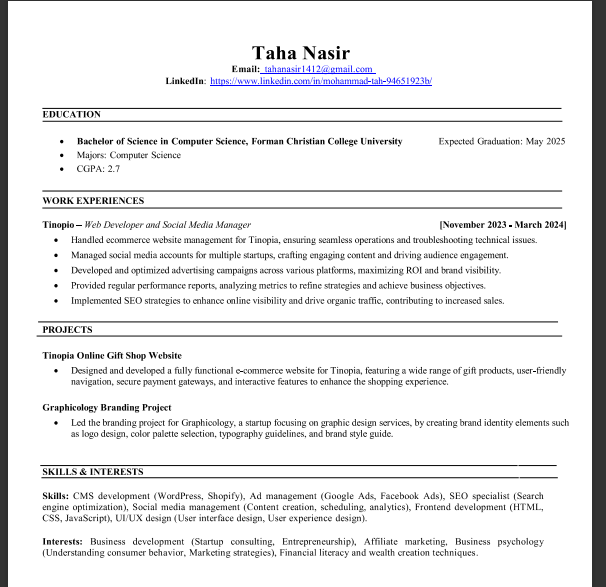 Taha Nasir
Email: tahanasir1412@gmail.com
LinkedIn: https://www.linkedin.com/in/mohammad-tah-94651923b/
EDUCATION
• Bachelor of Science in Computer Science, Forman Christian College University Expected Graduation: May 2025
• Majors: Computer Science
• CGPA: 2.7
WORK EXPERIENCES
Tinopio – Web Developer and Social Media Manager [November 2023 - March 2024]
• Handled ecommerce website management for Tinopia, ensuring seamless operations and troubleshooting technical issues.
• Managed social media accounts for multiple startups, crafting engaging content and driving audience engagement.
• Developed and optimized advertising campaigns across various platforms, maximizing ROI and brand visibility.
• Provided regular performance reports, analyzing metrics to refine strategies and achieve business objectives.
• Implemented SEO strategies to enhance online visibility and drive organic traffic, contributing to increased sales.
PROJECTS
Tinopia Online Gift Shop Website
• Designed and developed a fully functional e-commerce website for Tinopia, featuring a wide range of gift products, user-friendly
navigation, secure payment gateways, and interactive features to enhance the shopping experience.
Graphicology Branding Project
• Led the branding project for Graphicology, a startup focusing on graphic design services, by creating brand identity elements such
as logo design, color palette selection, typography guidelines, and brand style guide.
SKILLS & INTERESTS
Skills: CMS development (WordPress, Shopify), Ad management (Google Ads, Facebook Ads), SEO specialist (Search
engine optimization), Social media management (Content creation, scheduling, analytics), Frontend development (HTML,
CSS, JavaScript), UI/UX design (User interface design, User experience design).
Interests: Business development (Startup consulting, Entrepreneurship), Affiliate marketing, Business psychology
(Understanding consumer behavior, Marketing strategies), Financial literacy and wealth creation techniques.